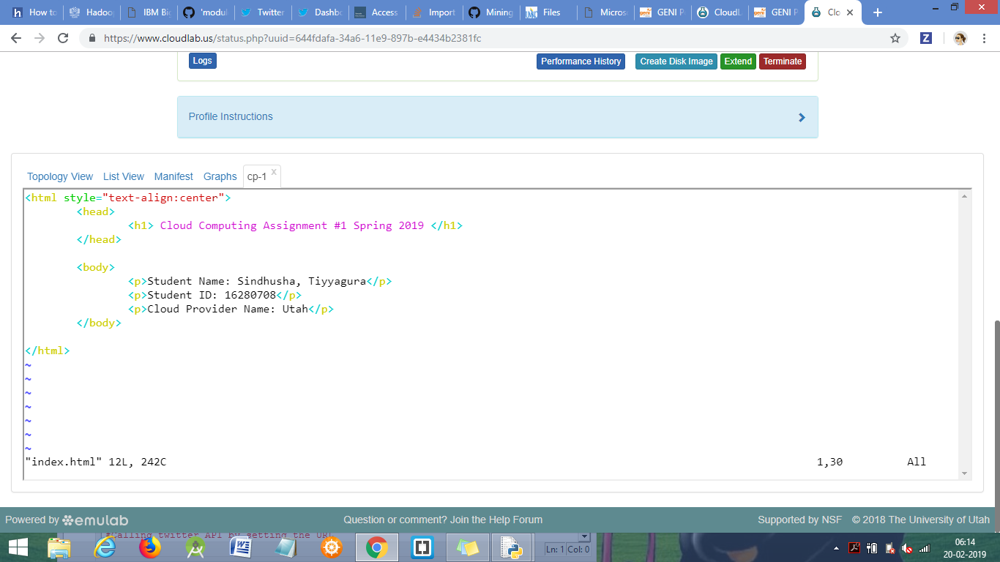 How to
Hadoo
IBM Big
'modul
Twitter
Dashbo
Access
Import
Mining
Files
Micros
GENI P
CloudL
GENI P
Clo
https://www.cloudlab.us/status.php?uuid=644fdafa-34a6-11e9-897b-e4434b2381fc
Z
Logs Performance History Create Disk Image Extend Terminate
Profile Instructions
Topology View List View Manifest Graphs cp-1 x
<html style="text-align:center">
<head>
<h1> Cloud Computing Assignment #1 Spring 2019 </h1>
</head>
<body>
<p>Student Name: Sindhusha, Tiyyagura</p>
<p>Student ID: 16280708</p>
<p>Cloud Provider Name: Utah</p>
</body>
</html>
~
~
~
~
~
~
~
"index.html" 12L, 242C 1,30 All
Powered by emulab Question or comment? Join the Help Forum Supported by NSF © 2018 The University of Utah
#Calling twitter API by setting the URL
Ln: 1 Col: 0
06:14
20-02-2019